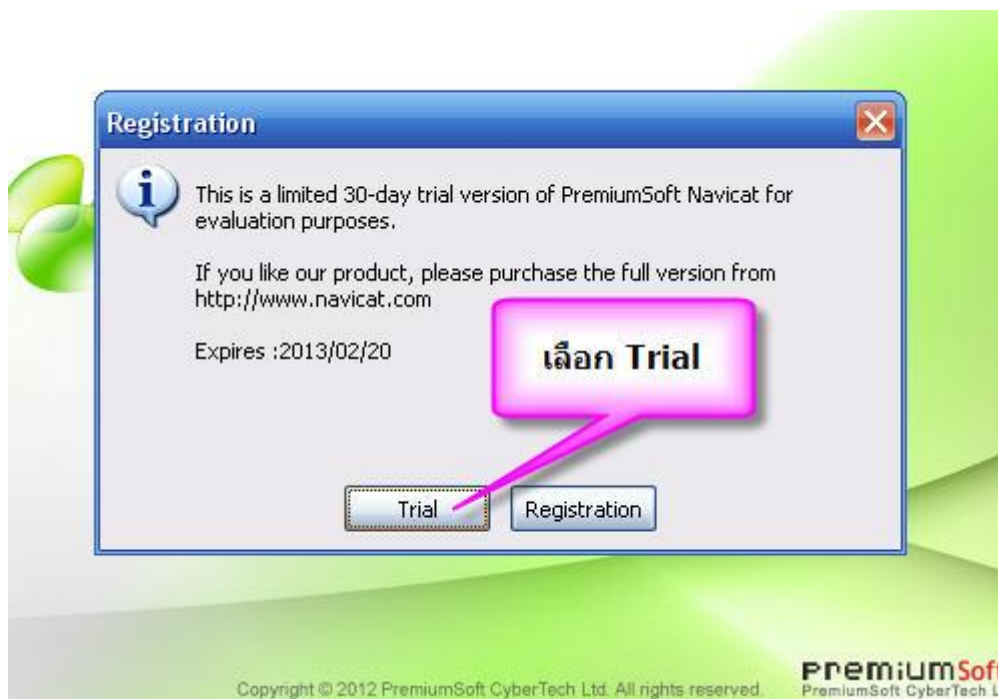 Registration
This is a limited 30-day trial version of PremiumSoft Navicat for
evaluation purposes.
If you like our product, please purchase the full version from
http://www.navicat.com
Expires :2013/02/20
เลือก Trial
Trial
Registration
PremiumSoft
Copyright © 2012 PremiumSoft CyberTech Ltd. All rights reserved.
PremiumSoft CyberTech